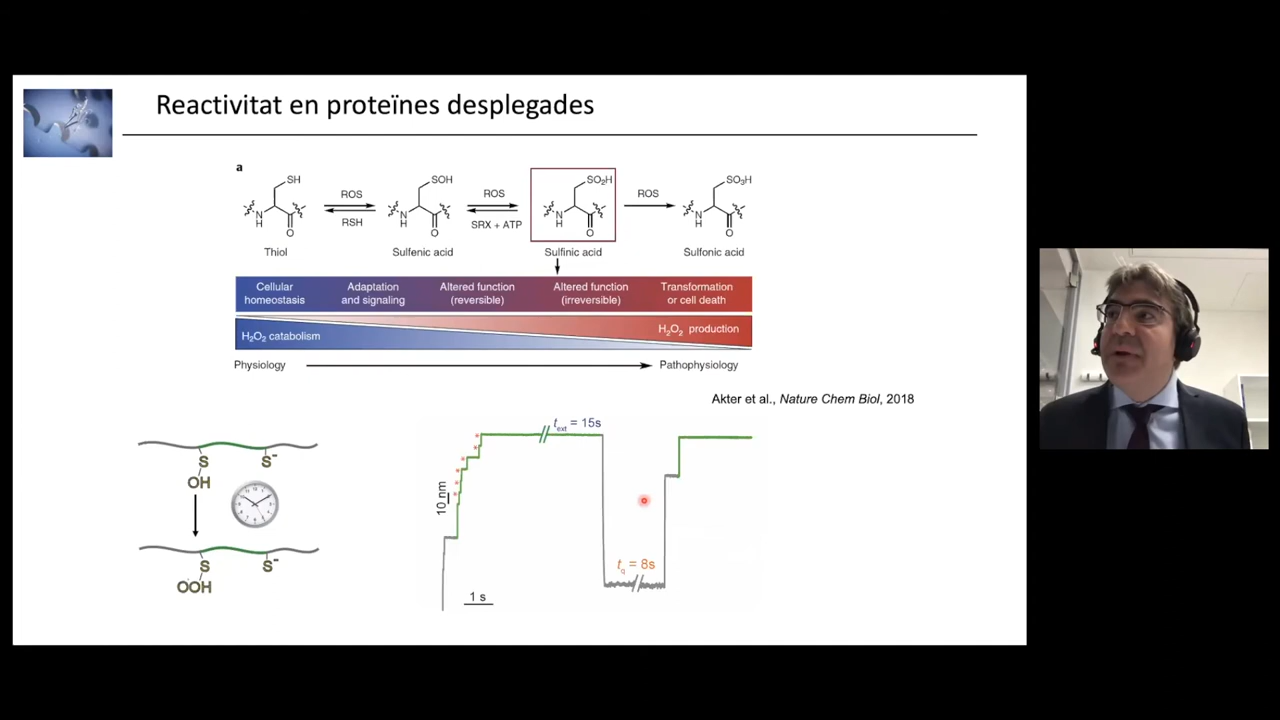 Reactivitat en proteïnes desplegades
a
SH
SOH
SO₂H
SO₃H
ROS
ROS
ROS
RSH
SRX + ATP
N
H
O
N
H
O
N
H
O
N
H
O
Thiol
Sulfenic acid
Sulfinic acid
Sulfonic acid
Cellular
homeostasis
Adaptation
and signaling
Altered function
(reversible)
Altered function
(irreversible)
Transformation
or cell death
H₂O₂ catabolism
H₂O₂ production
Physiology
Pathophysiology
Akter et al., Nature Chem Biol, 2018
S
OH
S⁻
S
OOH
S⁻
t_ext = 15s
10 nm
t_q = 8s
1 s